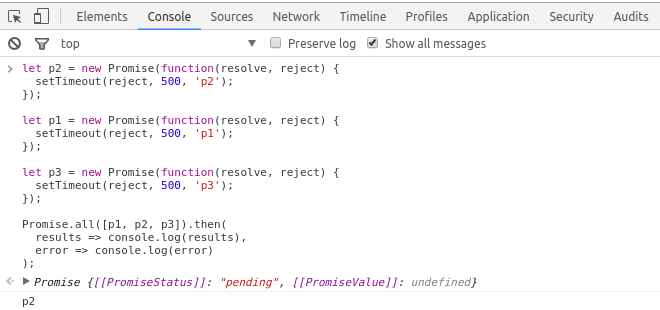 Elements Console Sources Network Timeline Profiles Application Security Audits
top Preserve log Show all messages
let p2 = new Promise(function(resolve, reject) {
  setTimeout(reject, 500, 'p2');
});

let p1 = new Promise(function(resolve, reject) {
  setTimeout(reject, 500, 'p1');
});

let p3 = new Promise(function(resolve, reject) {
  setTimeout(reject, 500, 'p3');
});

Promise.all([p1, p2, p3]).then(
  results => console.log(results),
  error => console.log(error)
);
Promise {[[PromiseStatus]]: "pending", [[PromiseValue]]: undefined}
p2